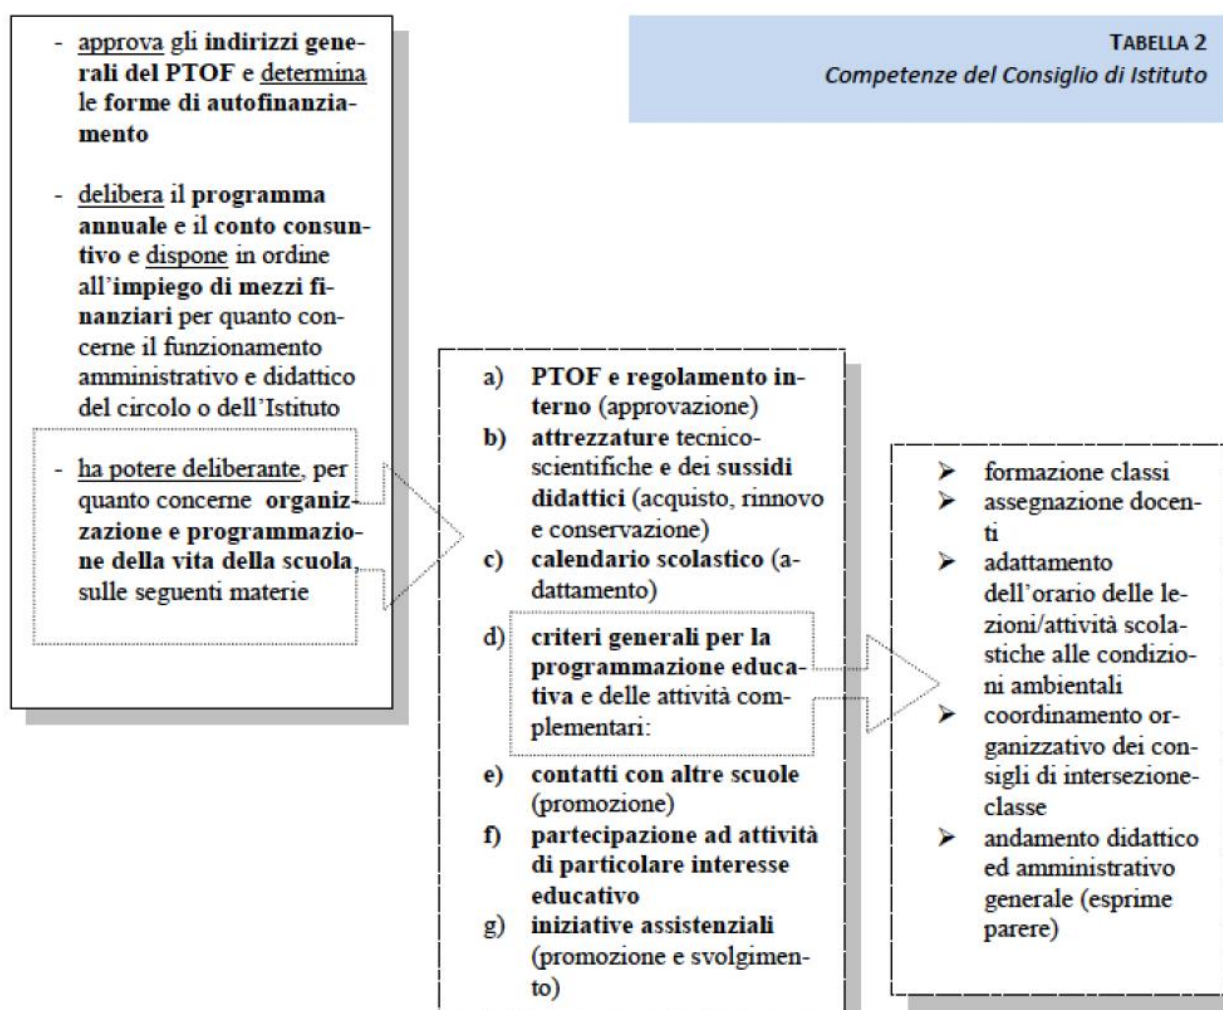 TABELLA 2
Competenze del Consiglio di Istituto
- approva gli indirizzi gene-
rali del PTOF e determina
le forme di autofinanzia-
mento
- delibera il programma
annuale e il conto consun-
tivo e dispone in ordine
all'impiego di mezzi fi-
nanziari per quanto con-
cerne il funzionamento
amministrativo e didattico
del circolo o dell'Istituto
- ha potere deliberante, per
quanto concerne organiz-
zazione e programmazio-
ne della vita della scuola,
sulle seguenti materie
a) PTOF e regolamento in-
terno (approvazione)
b) attrezzature tecnico-
scientifiche e dei sussidi
didattici (acquisto, rinnovo
e conservazione)
c) calendario scolastico (a-
dattamento)
d) criteri generali per la
programmazione educa-
tiva e delle attività com-
plementari:
e) contatti con altre scuole
(promozione)
f) partecipazione ad attività
di particolare interesse
educativo
g) iniziative assistenziali
(promozione e svolgimen-
to)
➤ formazione classi
➤ assegnazione docen-
ti
➤ adattamento
dell'orario delle le-
zioni/attività scola-
stiche alle condizio-
ni ambientali
➤ coordinamento or-
ganizzativo dei con-
sigli di intersezione-
classe
➤ andamento didattico
ed amministrativo
generale (esprime
parere)